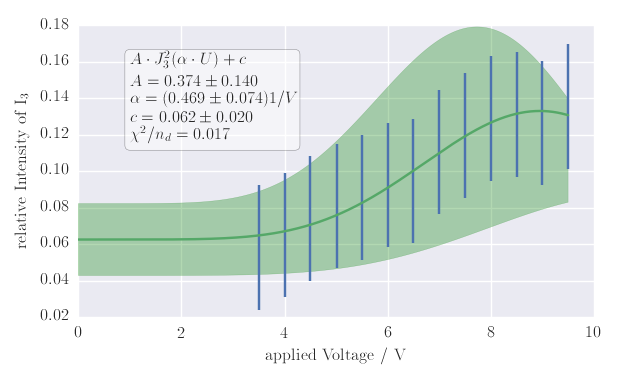 0.18
0.16
0.14
0.12
0.10
0.08
0.06
0.04
0.02
relative Intensity of I₃
A · J₃²(α · U) + c
A = 0.374 ± 0.140
α = (0.469 ± 0.074)1/V
c = 0.062 ± 0.020
χ²/n_d = 0.017
0 2 4 6 8 10
applied Voltage / V